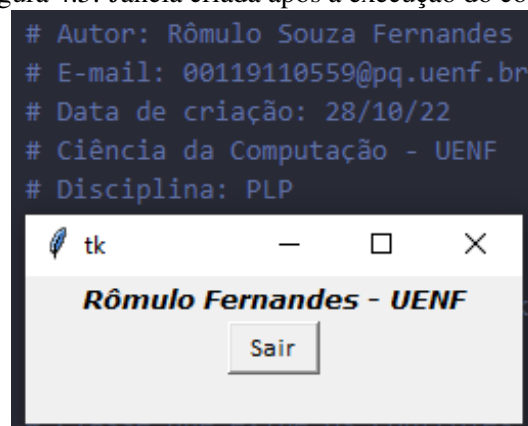 # Autor: Rômulo Souza Fernandes
# E-mail: 00119110559@pq.uenf.br
# Data de criação: 28/10/22
# Ciência da Computação - UENF
# Disciplina: PLP
tk
Rômulo Fernandes - UENF
Sair